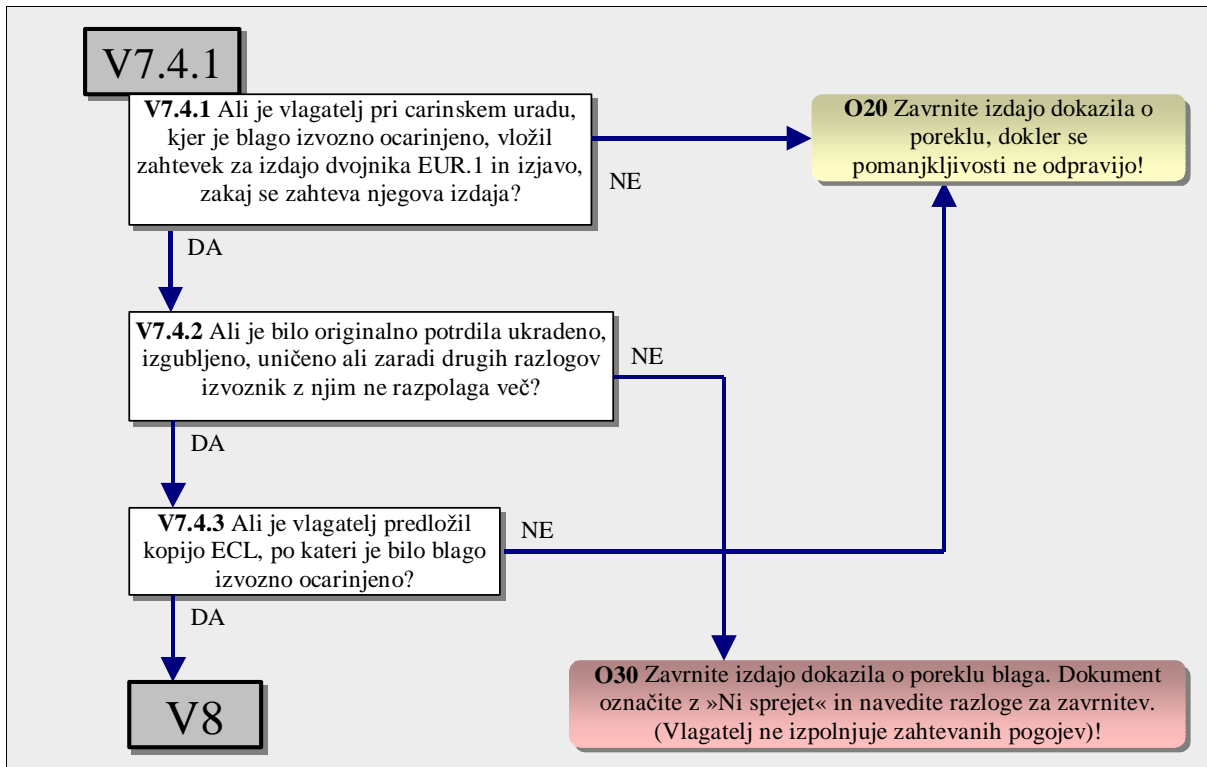 V7.4.1
V7.4.1 Ali je vlagatelj pri carinskem uradu,
kjer je blago izvozno ocarinjeno, vložil
zahtevek za izdajo dvojnika EUR.1 in izjavo,
zakaj se zahteva njegova izdaja?
NE
O20 Zavrnite izdajo dokazila o
poreklu, dokler se
pomanjkljivosti ne odpravijo!
DA
V7.4.2 Ali je bilo originalno potrdila ukradeno,
izgubljeno, uničeno ali zaradi drugih razlogov
izvoznik z njim ne razpolaga več?
NE
DA
V7.4.3 Ali je vlagatelj predložil
kopijo ECL, po kateri je bilo blago
izvozno ocarinjeno?
NE
DA
V8
O30 Zavrnite izdajo dokazila o poreklu blaga. Dokument
označite z »Ni sprejet« in navedite razloge za zavrnitev.
(Vlagatelj ne izpolnjuje zahtevanih pogojev)!